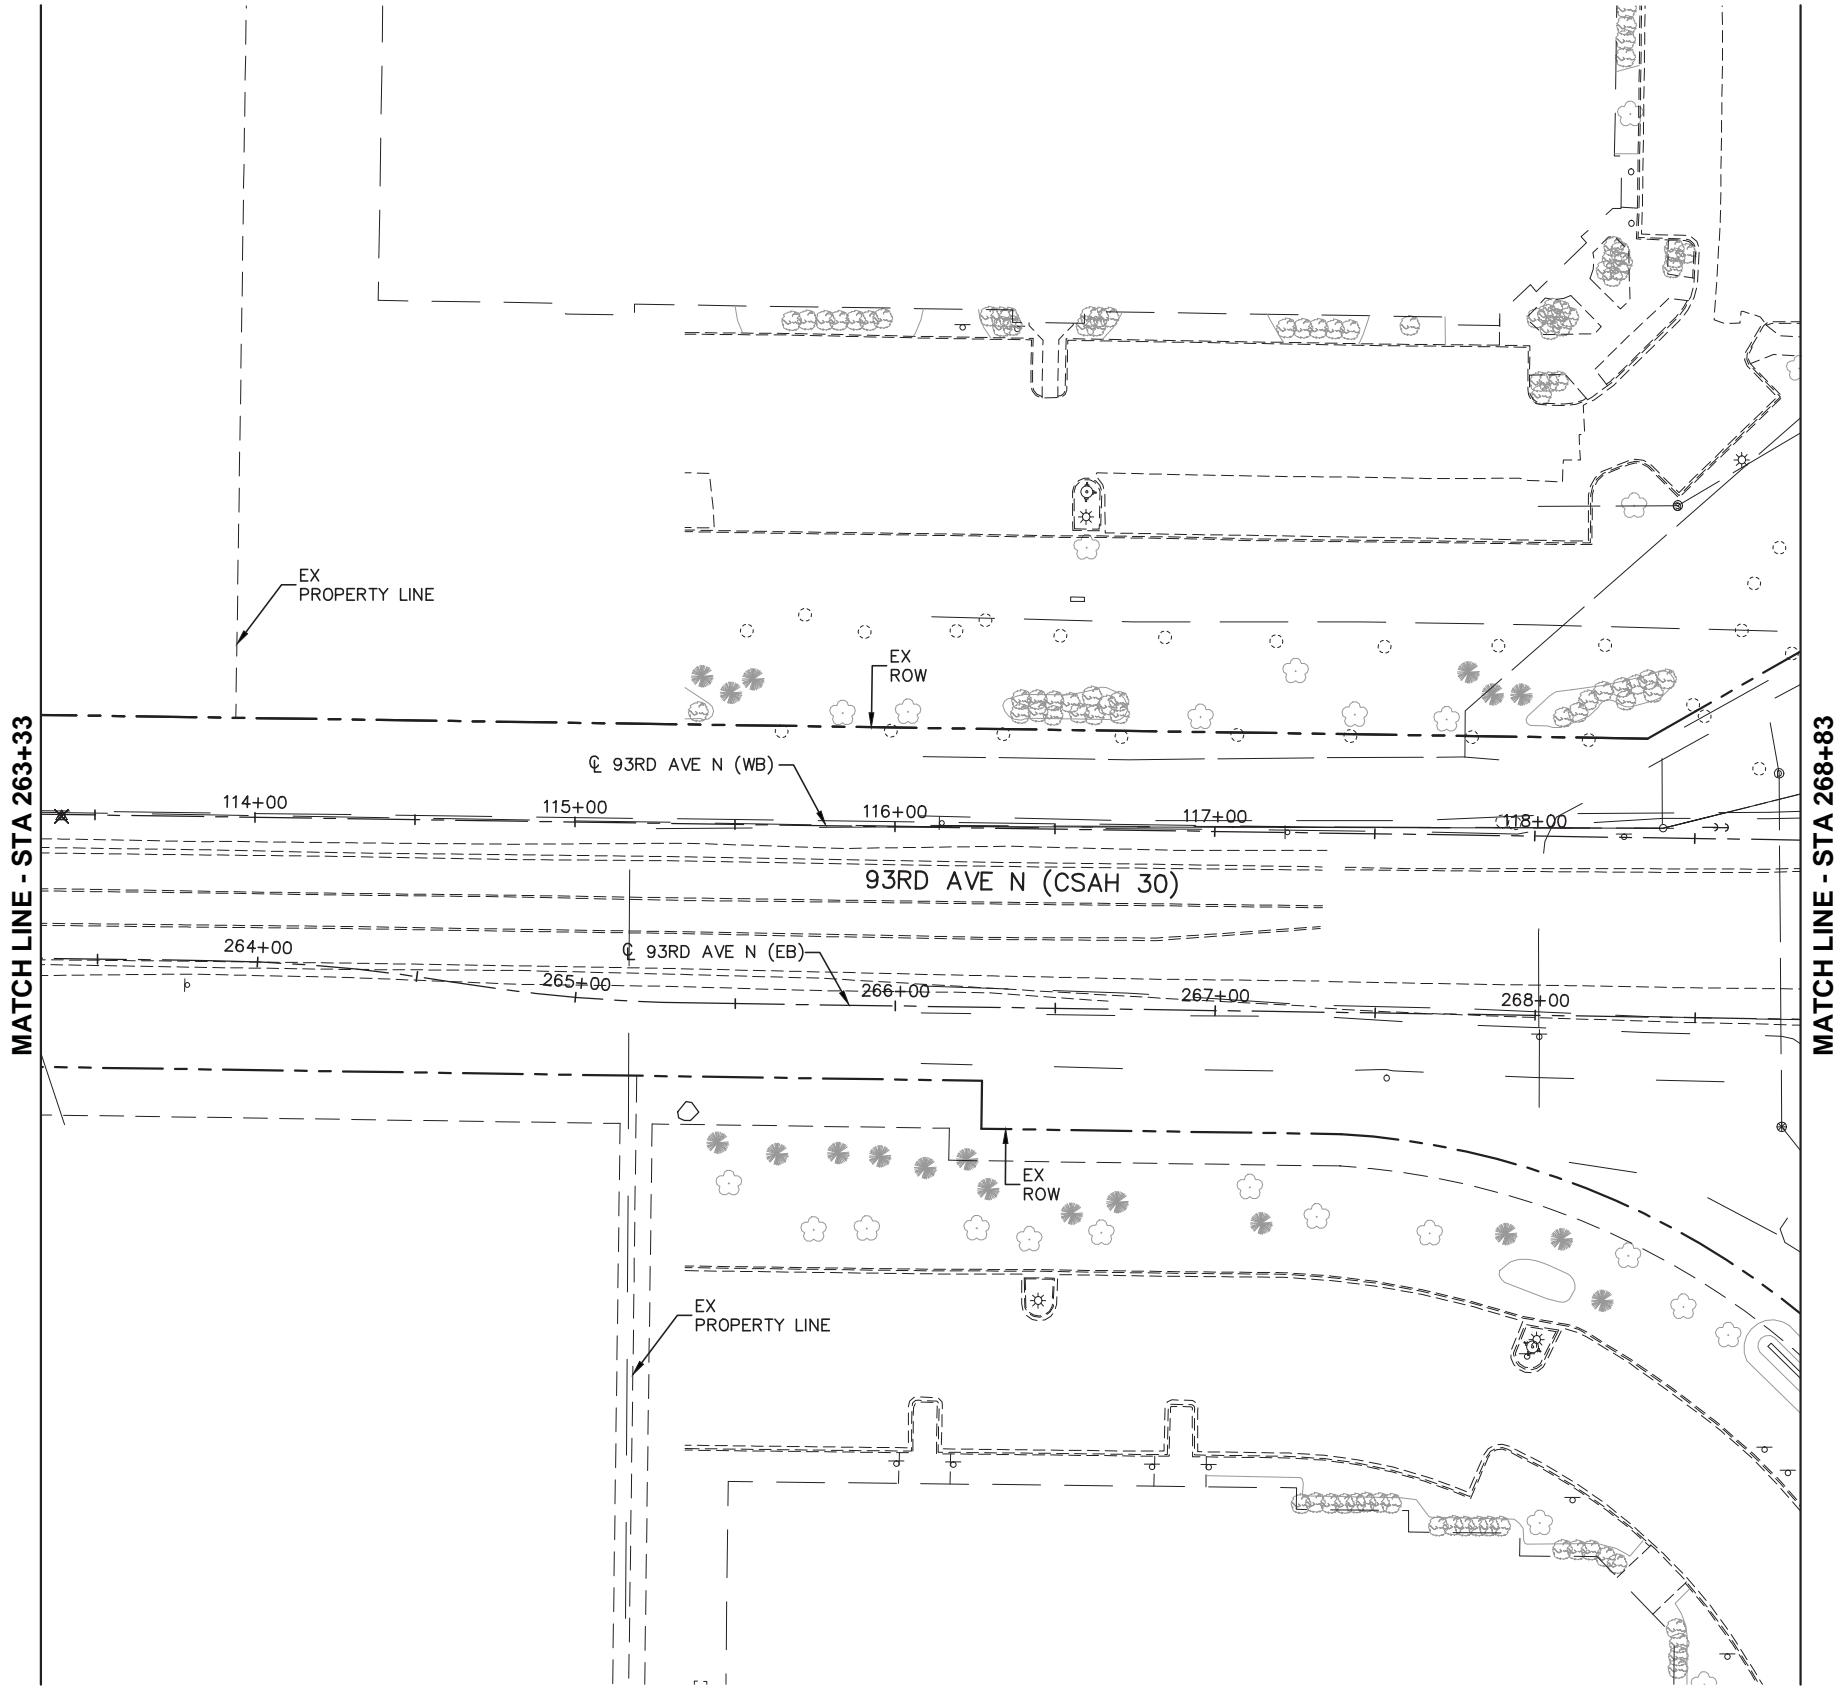 EX
PROPERTY LINE
EX
ROW
℄ 93RD AVE N (WB)
114+00
115+00
116+00
117+00
118+00
93RD AVE N (CSAH 30)
264+00
℄ 93RD AVE N (EB)
265+00
266+00
267+00
268+00
MATCH LINE - STA 263+33
MATCH LINE - STA 268+83
EX
ROW
EX
PROPERTY LINE